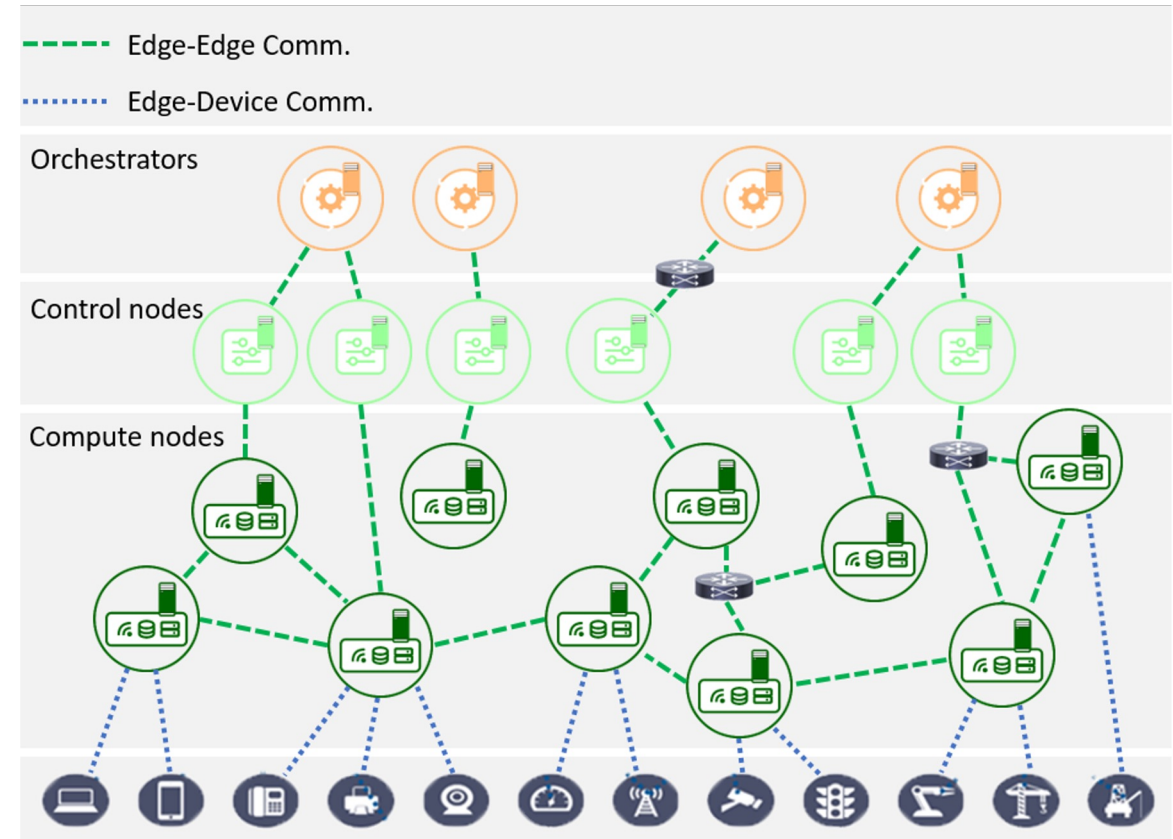 Edge-Edge Comm.
Edge-Device Comm.
Orchestrators
Control nodes
Compute nodes